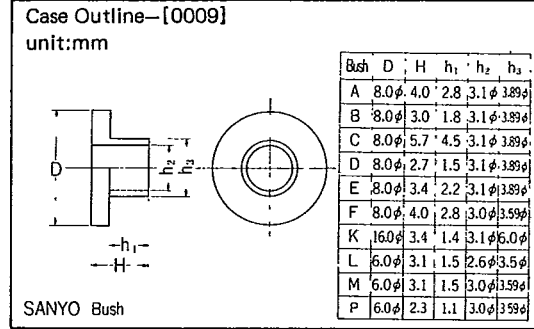 Case Outline—[0009]
unit:mm
Bush D H h₁ h₂ h₃
A 8.0φ 4.0 2.8 3.1φ 3.89φ
B 8.0φ 3.0 1.8 3.1φ 3.89φ
C 8.0φ 5.7 4.5 3.1φ 3.89φ
D 8.0φ 2.7 1.5 3.1φ 3.89φ
E 8.0φ 3.4 2.2 3.1φ 3.89φ
F 8.0φ 4.0 2.8 3.0φ 3.59φ
K 16.0φ 3.4 1.4 3.1φ 6.0φ
L 6.0φ 3.1 1.5 2.6φ 3.5φ
M 6.0φ 3.1 1.5 3.0φ 3.59φ
P 6.0φ 2.3 1.1 3.0φ 3.59φ
D
h₂
h₃
h₁
H
SANYO Bush